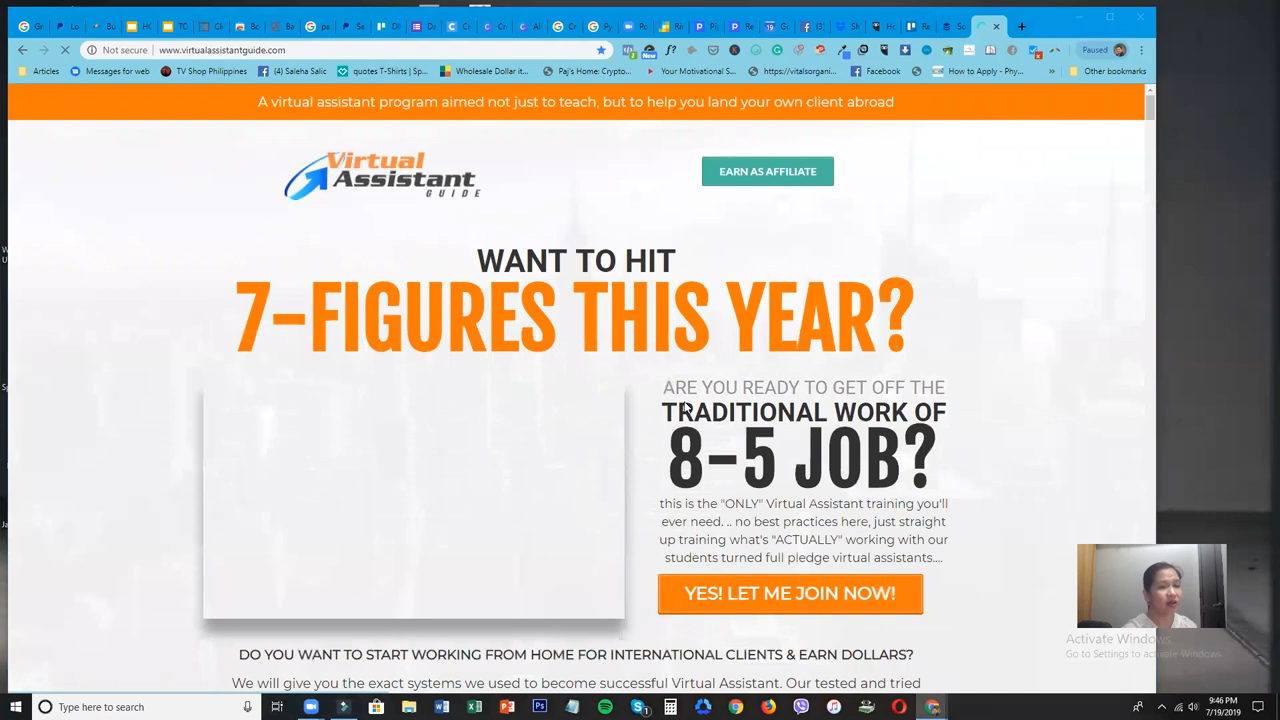 Not secure | www.virtualassistantguide.com
Paused
Articles
Messages for web
TV Shop Philippines
(4) Saleha Salic
quotes T-Shirts | Sp...
Wholesale Dollar it...
Paj's Home: Crypto...
Your Motivational S...
https://vitalsorgani...
Facebook
How to Apply - Phy...
»
Other bookmarks
A virtual assistant program aimed not just to teach, but to help you land your own client abroad
Virtual
Assistant
GUIDE
EARN AS AFFILIATE
WANT TO HIT
7-FIGURES THIS YEAR?
ARE YOU READY TO GET OFF THE
TRADITIONAL WORK OF
8-5 JOB?
this is the "ONLY" Virtual Assistant training you'll
ever need. .. no best practices here, just straight
up training what's "ACTUALLY" working with our
students turned full pledge virtual assistants....
YES! LET ME JOIN NOW!
DO YOU WANT TO START WORKING FROM HOME FOR INTERNATIONAL CLIENTS & EARN DOLLARS?
We will give you the exact systems we used to become successful Virtual Assistant. Our tested and tried
Activate Windows
Go to Settings to activate Windows.
Type here to search
9:46 PM
7/19/2019